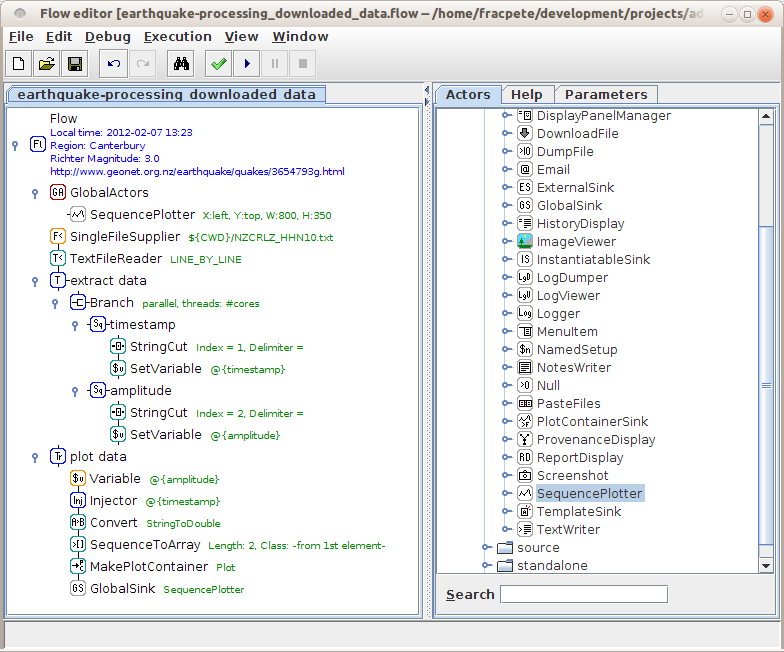 Flow editor [earthquake-processing_downloaded_data.flow – /home/fracpete/development/projects/ad
File Edit Debug Execution View Window
earthquake-processing_downloaded_data
Flow
Local time: 2012-02-07 13:23
Region: Canterbury
Richter Magnitude: 3.0
http://www.geonet.org.nz/earthquake/quakes/3654793g.html
GlobalActors
SequencePlotter X:left, Y:top, W:800, H:350
SingleFileSupplier ${CWD}/NZCRLZ_HHN10.txt
TextFileReader LINE_BY_LINE
extract data
Branch parallel, threads: #cores
timestamp
StringCut Index = 1, Delimiter =
SetVariable @{timestamp}
amplitude
StringCut Index = 2, Delimiter =
SetVariable @{amplitude}
plot data
Variable @{amplitude}
Injector @{timestamp}
Convert StringToDouble
SequenceToArray Length: 2, Class: -from 1st element-
MakePlotContainer Plot
GlobalSink SequencePlotter
Actors Help Parameters
DisplayPanelManager
DownloadFile
DumpFile
Email
ExternalSink
GlobalSink
HistoryDisplay
ImageViewer
InstantiatableSink
LogDumper
LogViewer
Logger
MenuItem
NamedSetup
NotesWriter
Null
PasteFiles
PlotContainerSink
ProvenanceDisplay
ReportDisplay
Screenshot
SequencePlotter
TemplateSink
TextWriter
source
standalone
Search